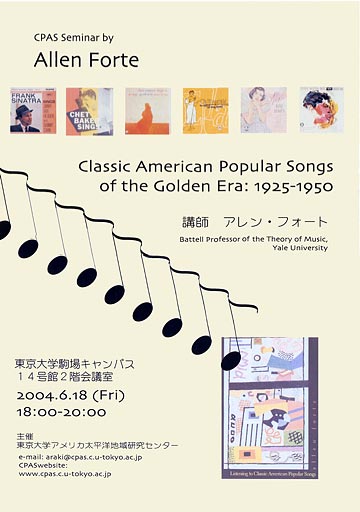 CPAS Seminar by
Allen Forte
FRANK
SINATRA
CHET
BAKER
SINGS
Classic American Popular Songs
of the Golden Era: 1925-1950
講師 アレン・フォート
Battell Professor of the Theory of Music,
Yale University
東京大学駒場キャンパス
14号館2階会議室
2004.6.18 (Fri)
18:00-20:00
主催
東京大学アメリカ太平洋地域研究センター
e-mail: araki@cpas.c.u-tokyo.ac.jp
CPASwebsite:
www.cpas.c.u-tokyo.ac.jp
allen forte
Listening to Classic American Popular Songs